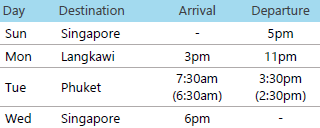 Day Destination Arrival Departure
Sun Singapore - 5pm
Mon Langkawi 3pm 11pm
Tue Phuket 7:30am (6:30am) 3:30pm (2:30pm)
Wed Singapore 6pm -